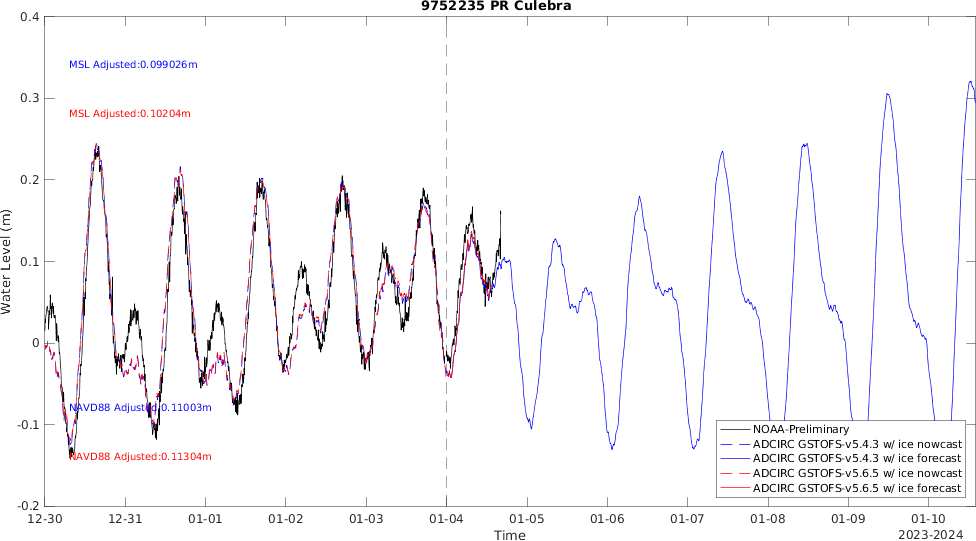 9752235 PR Culebra
0.4
0.3
0.2
0.1
0
-0.1
-0.2
Water Level (m)
MSL Adjusted:0.099026m
MSL Adjusted:0.10204m
NAVD88 Adjusted:0.11003m
NAVD88 Adjusted:0.11304m
NOAA-Preliminary
ADCIRC GSTOFS-v5.4.3 w/ ice nowcast
ADCIRC GSTOFS-v5.4.3 w/ ice forecast
ADCIRC GSTOFS-v5.6.5 w/ ice nowcast
ADCIRC GSTOFS-v5.6.5 w/ ice forecast
12-30 12-31 01-01 01-02 01-03 01-04 01-05 01-06 01-07 01-08 01-09 01-10
2023-2024
Time